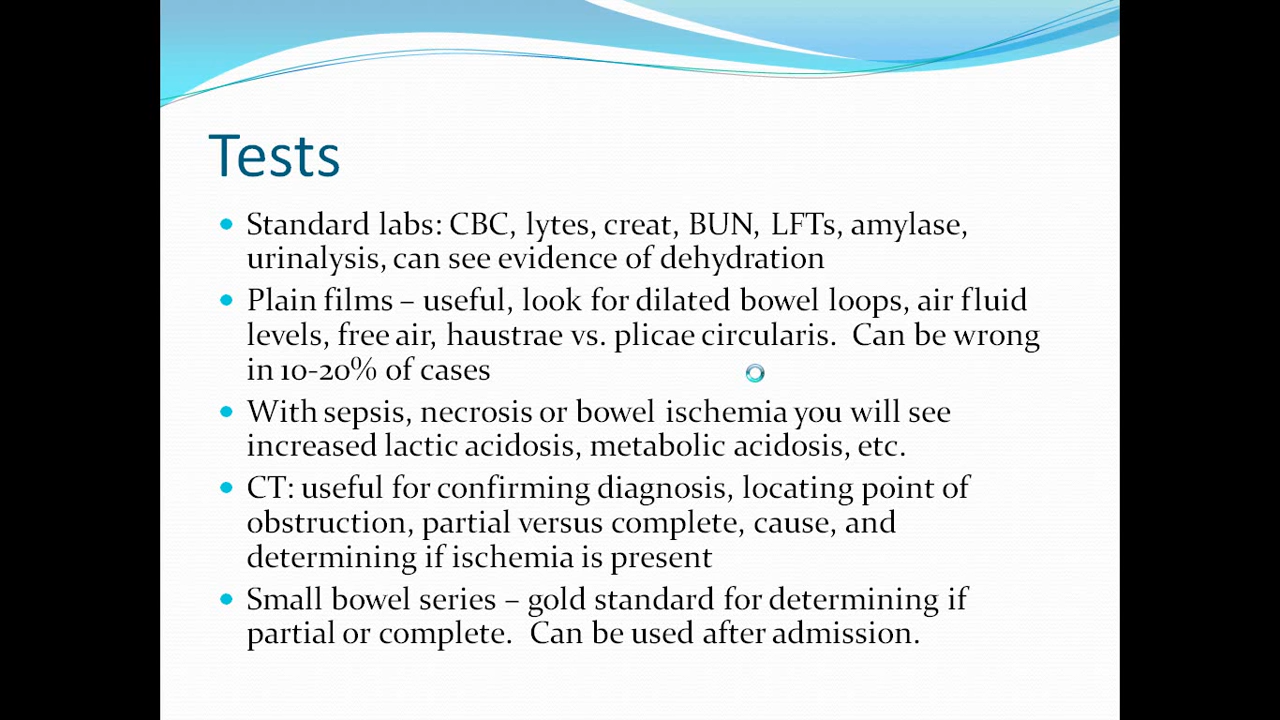 Tests
• Standard labs: CBC, lytes, creat, BUN, LFTs, amylase,
urinalysis, can see evidence of dehydration
• Plain films – useful, look for dilated bowel loops, air fluid
levels, free air, haustrae vs. plicae circularis.  Can be wrong
in 10-20% of cases
• With sepsis, necrosis or bowel ischemia you will see
increased lactic acidosis, metabolic acidosis, etc.
• CT: useful for confirming diagnosis, locating point of
obstruction, partial versus complete, cause, and
determining if ischemia is present
• Small bowel series – gold standard for determining if
partial or complete.  Can be used after admission.